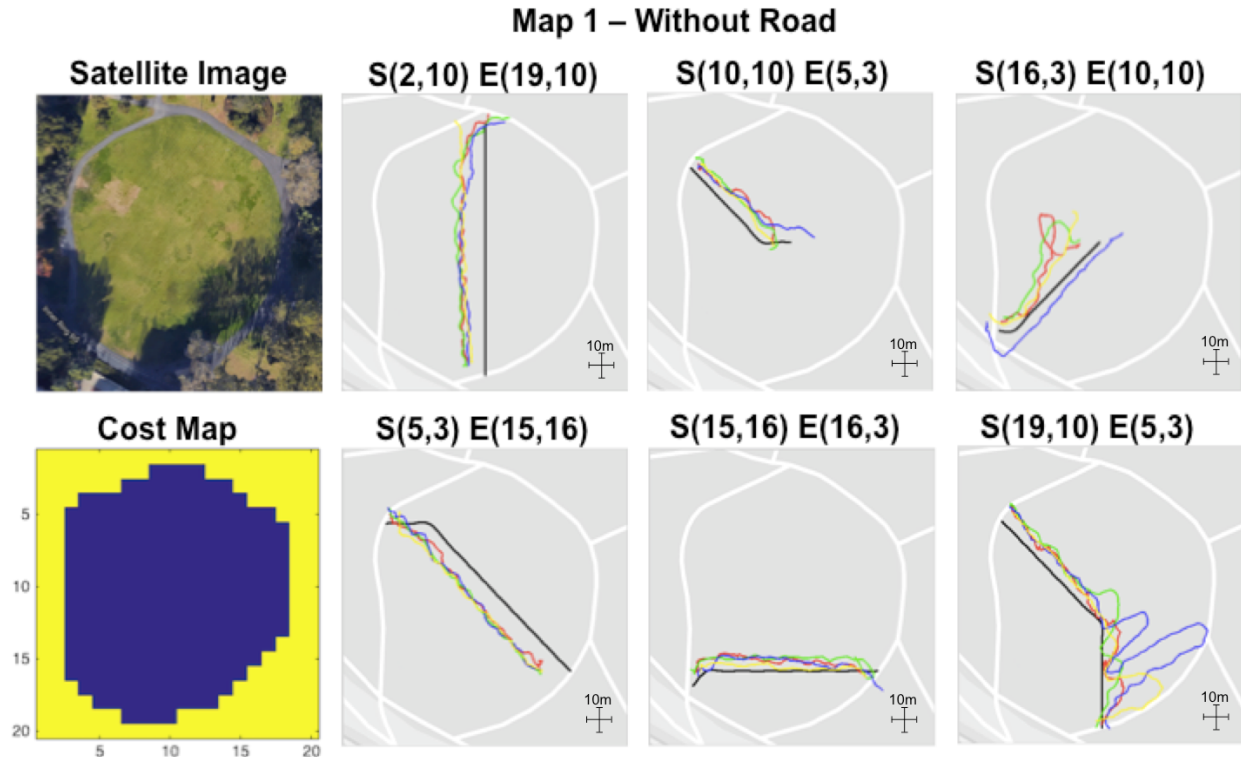 Map 1 – Without Road
Satellite Image
S(2,10) E(19,10)
S(10,10) E(5,3)
S(16,3) E(10,10)
10m
10m
10m
Cost Map
S(5,3) E(15,16)
S(15,16) E(16,3)
S(19,10) E(5,3)
5
10
15
20
5
10
15
20
10m
10m
10m